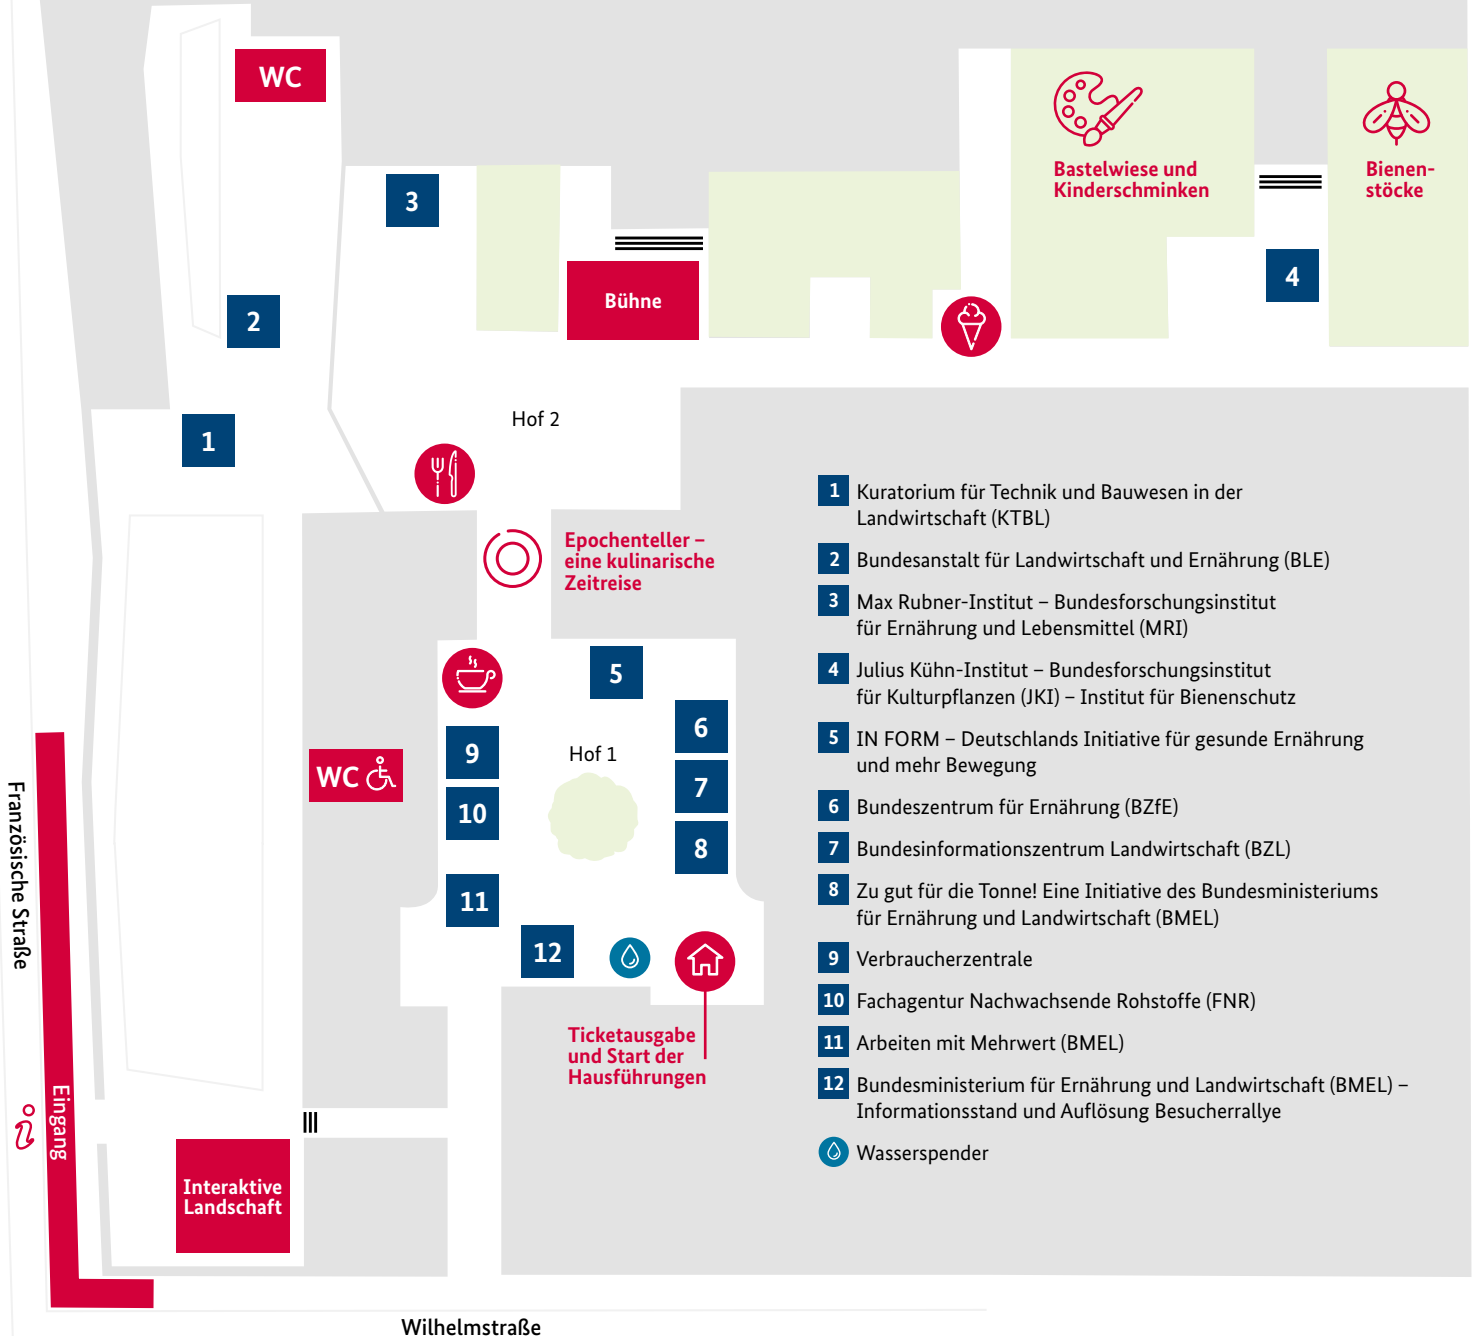 WC
Bastelwiese und
Kinderschminken
Bienen-
stöcke
3
4
2
Bühne
1
Hof 2
Epochenteller –
eine kulinarische
Zeitreise
5
6
Hof 1
9
7
WC
10
8
11
12
Ticketausgabe
und Start der
Hausführungen
Französische Straße
Eingang
Interaktive
Landschaft
Wilhelmstraße
1 Kuratorium für Technik und Bauwesen in der
Landwirtschaft (KTBL)
2 Bundesanstalt für Landwirtschaft und Ernährung (BLE)
3 Max Rubner-Institut – Bundesforschungsinstitut
für Ernährung und Lebensmittel (MRI)
4 Julius Kühn-Institut – Bundesforschungsinstitut
für Kulturpflanzen (JKI) – Institut für Bienenschutz
5 IN FORM – Deutschlands Initiative für gesunde Ernährung
und mehr Bewegung
6 Bundeszentrum für Ernährung (BZfE)
7 Bundesinformationszentrum Landwirtschaft (BZL)
8 Zu gut für die Tonne! Eine Initiative des Bundesministeriums
für Ernährung und Landwirtschaft (BMEL)
9 Verbraucherzentrale
10 Fachagentur Nachwachsende Rohstoffe (FNR)
11 Arbeiten mit Mehrwert (BMEL)
12 Bundesministerium für Ernährung und Landwirtschaft (BMEL) –
Informationsstand und Auflösung Besucherrallye
Wasserspender